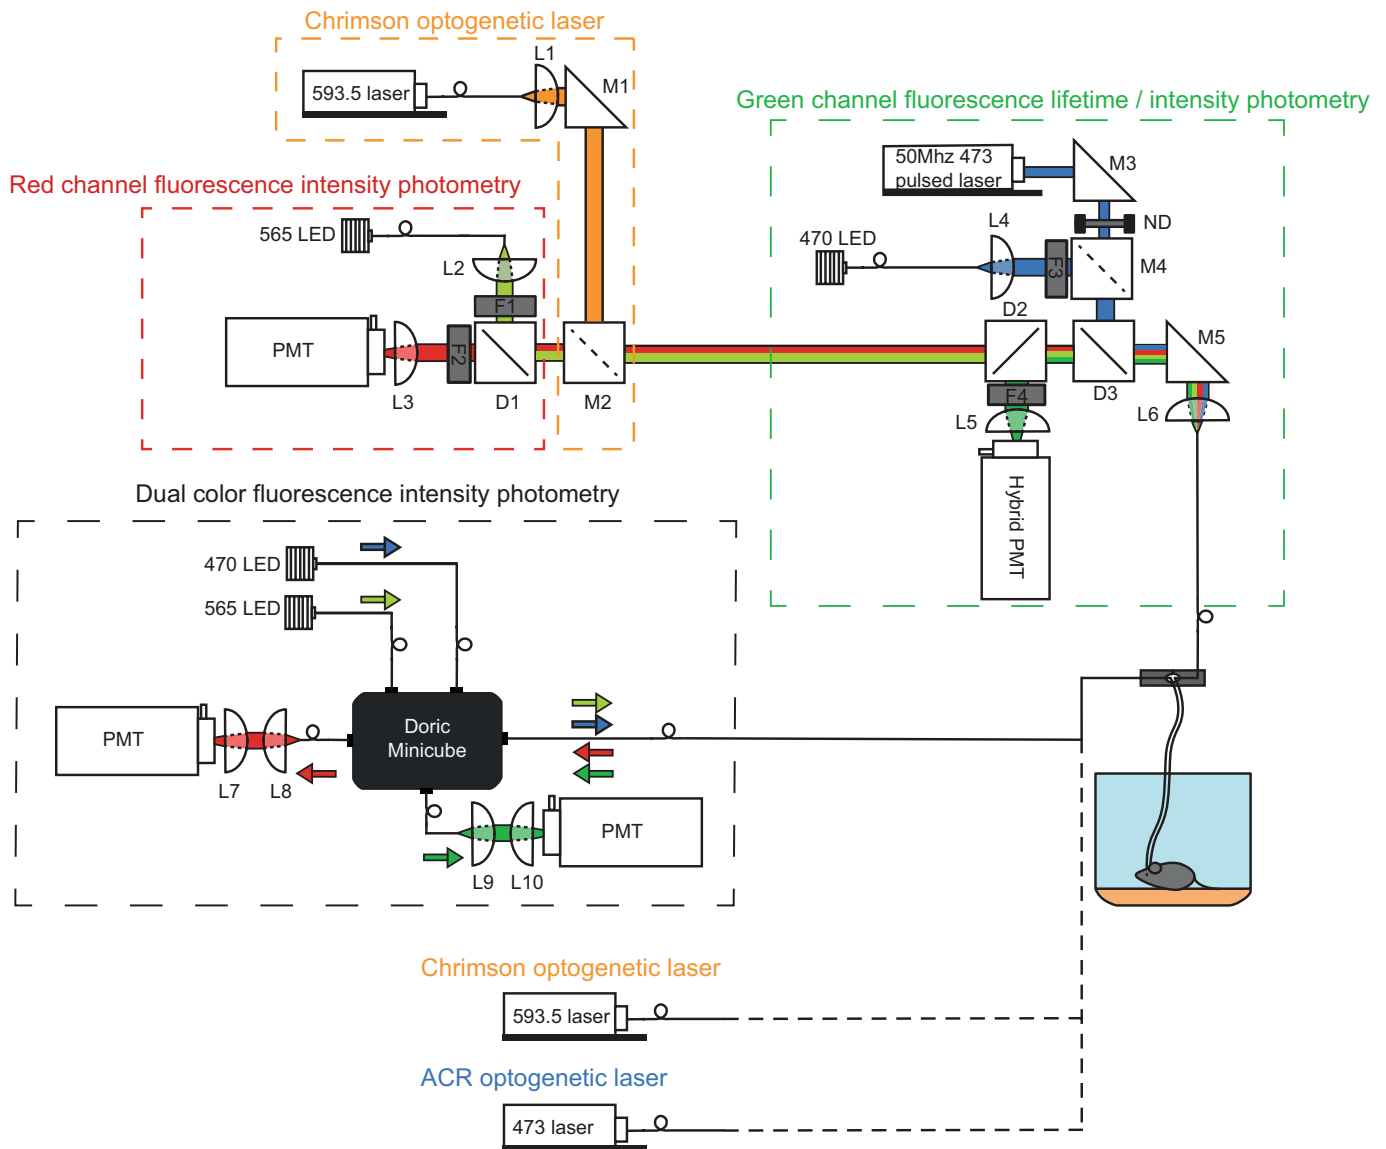 Chrimson optogenetic laser
L1
M1
593.5 laser
Green channel fluorescence lifetime / intensity photometry
50Mhz 473
pulsed laser
M3
Red channel fluorescence intensity photometry
565 LED
L2
F1
PMT
F2
L3
D1
M2
L4
ND
470 LED
F3
M4
D2
M5
D3
F4
L5
L6
Hybrid PMT
Dual color fluorescence intensity photometry
470 LED
565 LED
PMT
Doric
Minicube
L7
L8
PMT
L9
L10
Chrimson optogenetic laser
593.5 laser
ACR optogenetic laser
473 laser